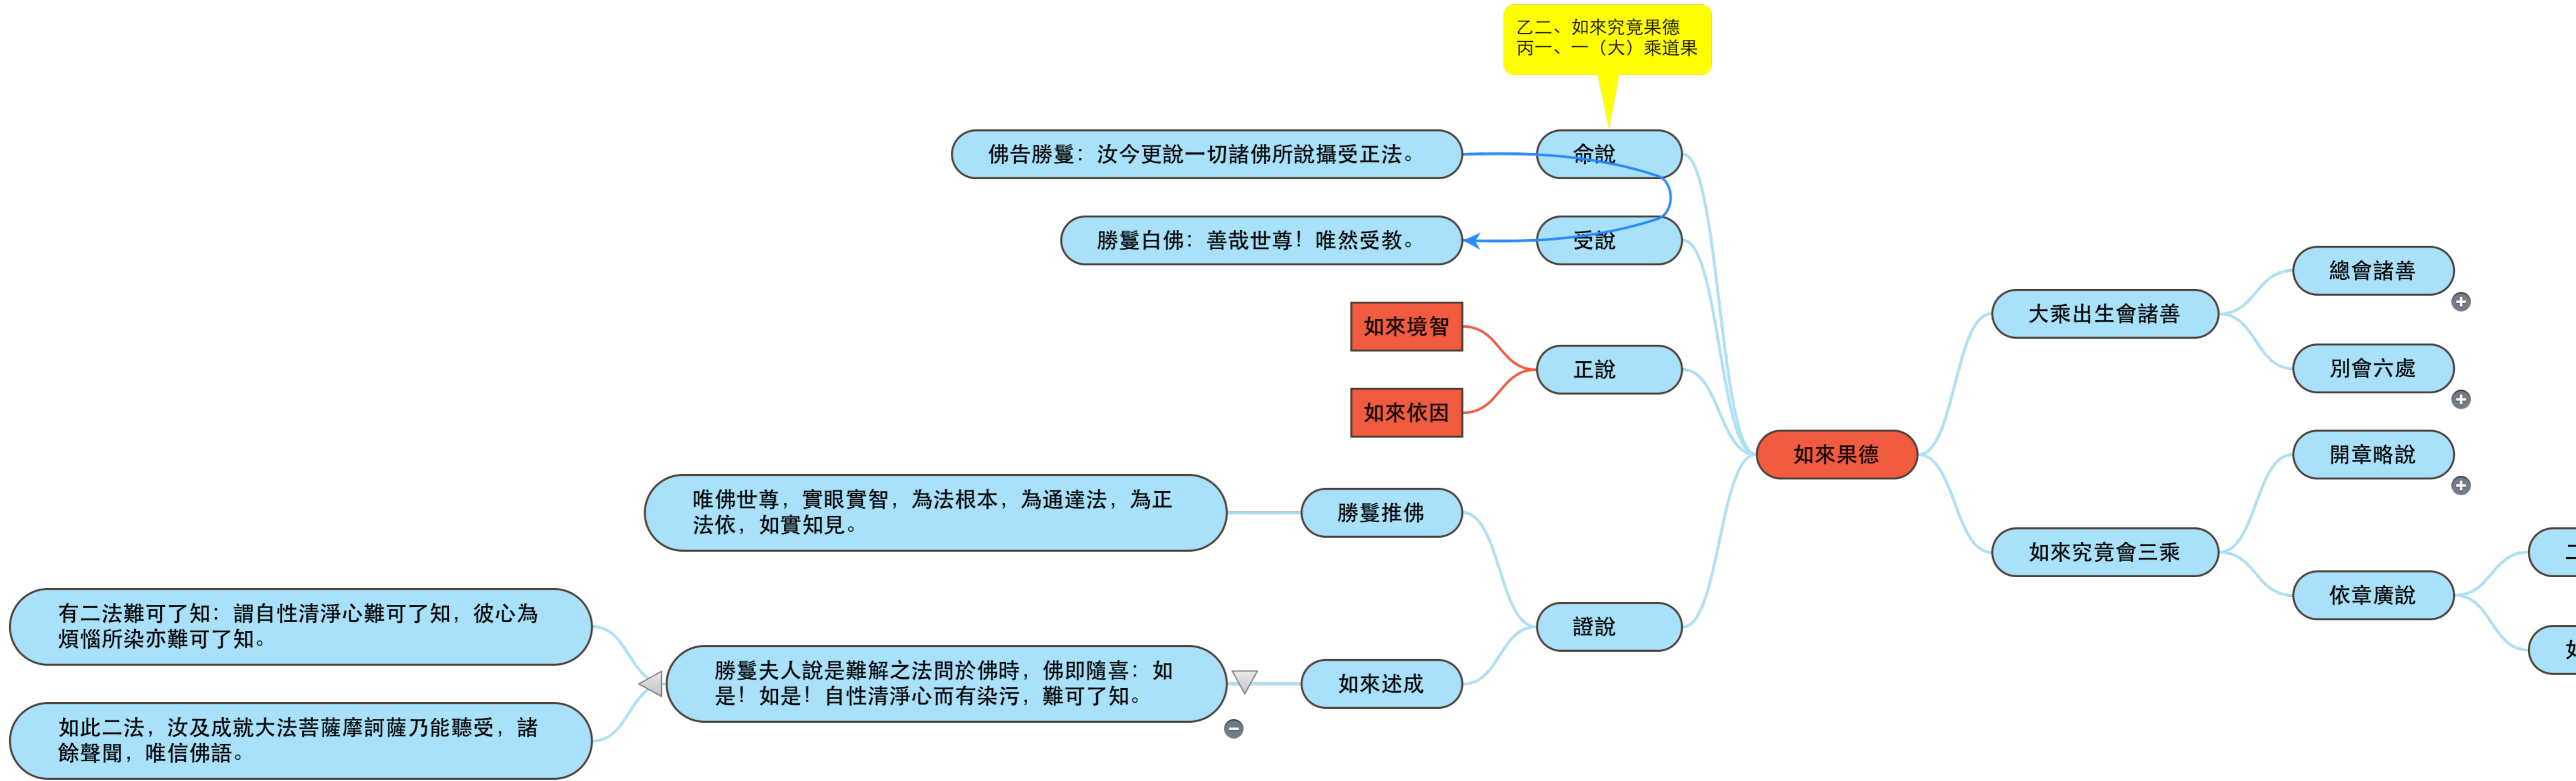 乙二、如來究竟果德
丙一、一（大）乘道果
佛告勝鬘：汝今更說一切諸佛所說攝受正法。
命說
勝鬘白佛：善哉世尊！唯然受教。
受說
如來境智
如來依因
正說
唯佛世尊，實眼實智，為法根本，為通達法，為正
法依，如實知見。
勝鬘推佛
有二法難可了知：謂自性清淨心難可了知，彼心為
煩惱所染亦難可了知。
如此二法，汝及成就大法菩薩摩訶薩乃能聽受，諸
餘聲聞，唯信佛語。
勝鬘夫人說是難解之法問於佛時，佛即隨喜：如
是！如是！自性清淨心而有染污，難可了知。
如來述成
證說
如來果德
大乘出生會諸善
總會諸善
別會六處
如來究竟會三乘
開章略說
依章廣說